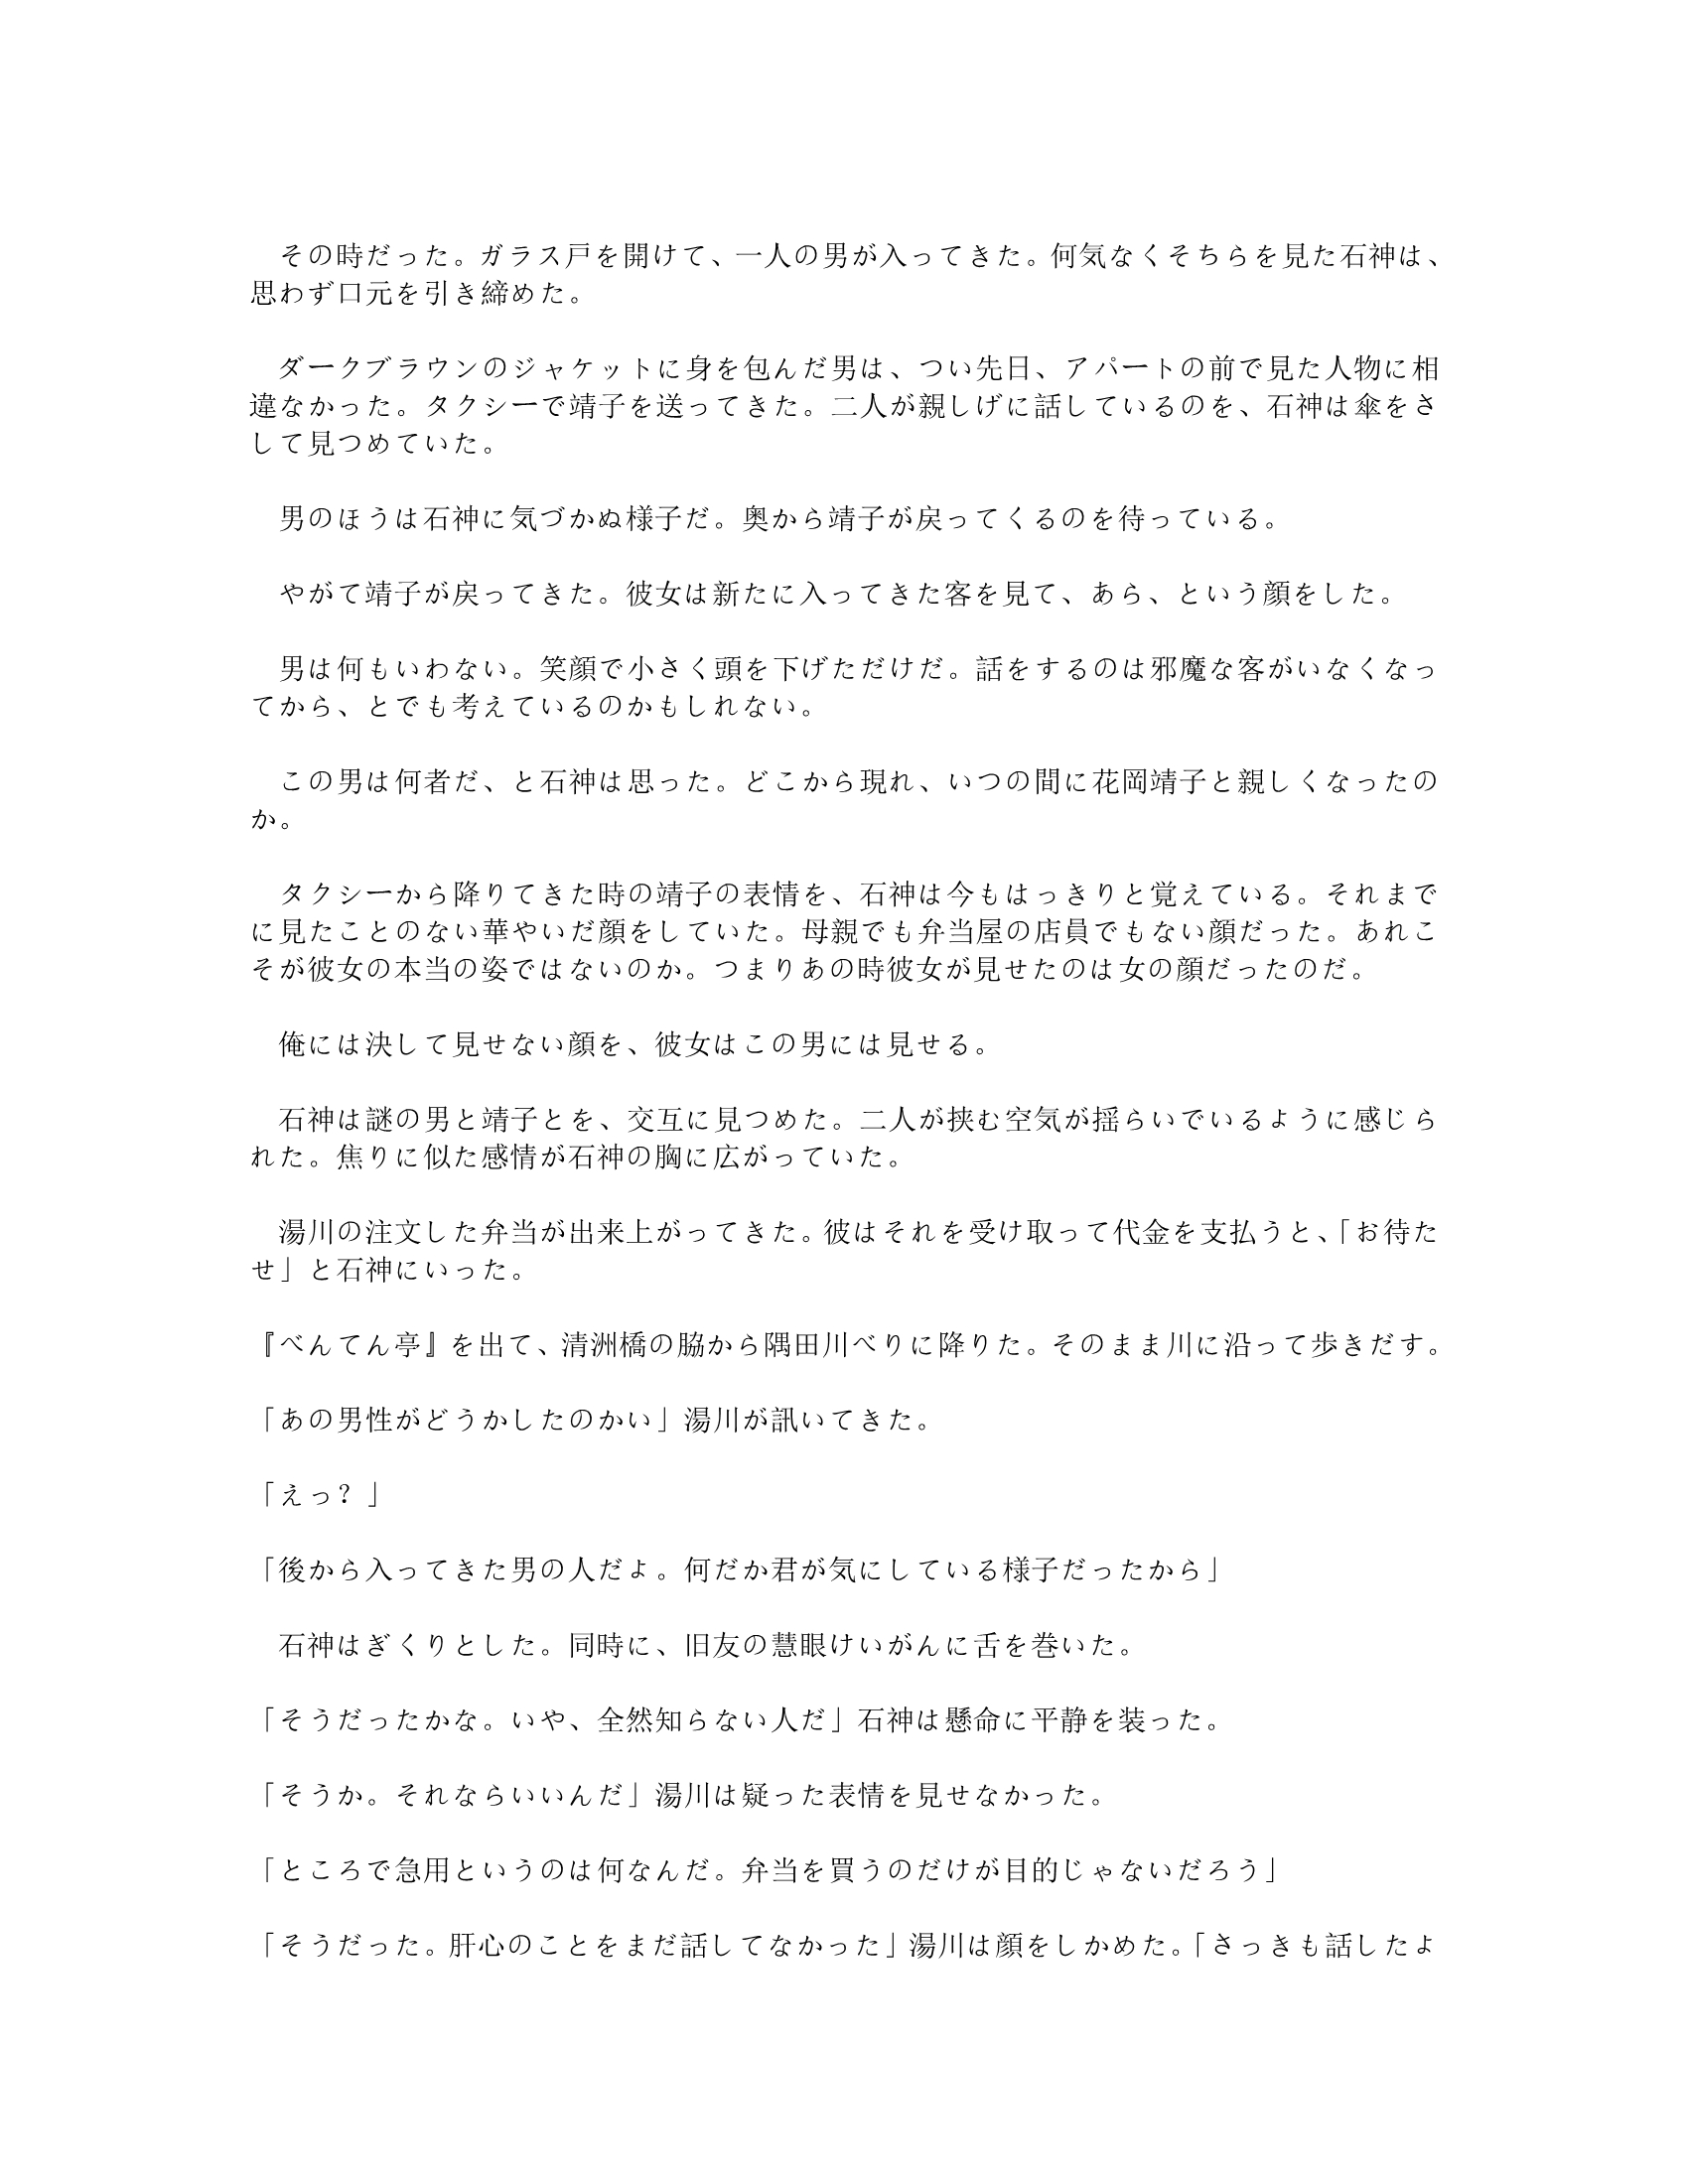 その時だった。ガラス戸を開けて、一人の男が入ってきた。何気なくそちらを見た石神は、
思わず口元を引き締めた。
ダークブラウンのジャケットに身を包んだ男は、つい先日、アパートの前で見た人物に相
違なかった。タクシーで靖子を送ってきた。二人が親しげに話しているのを、石神は傘をさ
して見つめていた。
男のほうは石神に気づかぬ様子だ。奥から靖子が戻ってくるのを待っている。
やがて靖子が戻ってきた。彼女は新たに入ってきた客を見て、あら、という顔をした。
男は何もいわない。笑顔で小さく頭を下げただけだ。話をするのは邪魔な客がいなくなっ
てから、とでも考えているのかもしれない。
この男は何者だ、と石神は思った。どこから現れ、いつの間に花岡靖子と親しくなったの
か。
タクシーから降りてきた時の靖子の表情を、石神は今もはっきりと覚えている。それまで
に見たことのない華やいだ顔をしていた。母親でも弁当屋の店員でもない顔だった。あれこ
そが彼女の本当の姿ではないのか。つまりあの時彼女が見せたのは女の顔だったのだ。
俺には決して見せない顔を、彼女はこの男には見せる。
石神は謎の男と靖子とを、交互に見つめた。二人が挟む空気が揺らいでいるように感じら
れた。焦りに似た感情が石神の胸に広がっていた。
湯川の注文した弁当が出来上がってきた。彼はそれを受け取って代金を支払うと、「お待た
せ」と石神にいった。
『べんてん亭』を出て、清洲橋の脇から隅田川べりに降りた。そのまま川に沿って歩きだす。
「あの男性がどうかしたのかい」湯川が訊いてきた。
「えっ？」
「後から入ってきた男の人だよ。何だか君が気にしている様子だったから」
石神はぎくりとした。同時に、旧友の慧眼けいがんに舌を巻いた。
「そうだったかな。いや、全然知らない人だ」石神は懸命に平静を装った。
「そうか。それならいいんだ」湯川は疑った表情を見せなかった。
「ところで急用というのは何なんだ。弁当を買うのだけが目的じゃないだろう」
「そうだった。肝心のことをまだ話してなかった」湯川は顔をしかめた。「さっきも話したよ